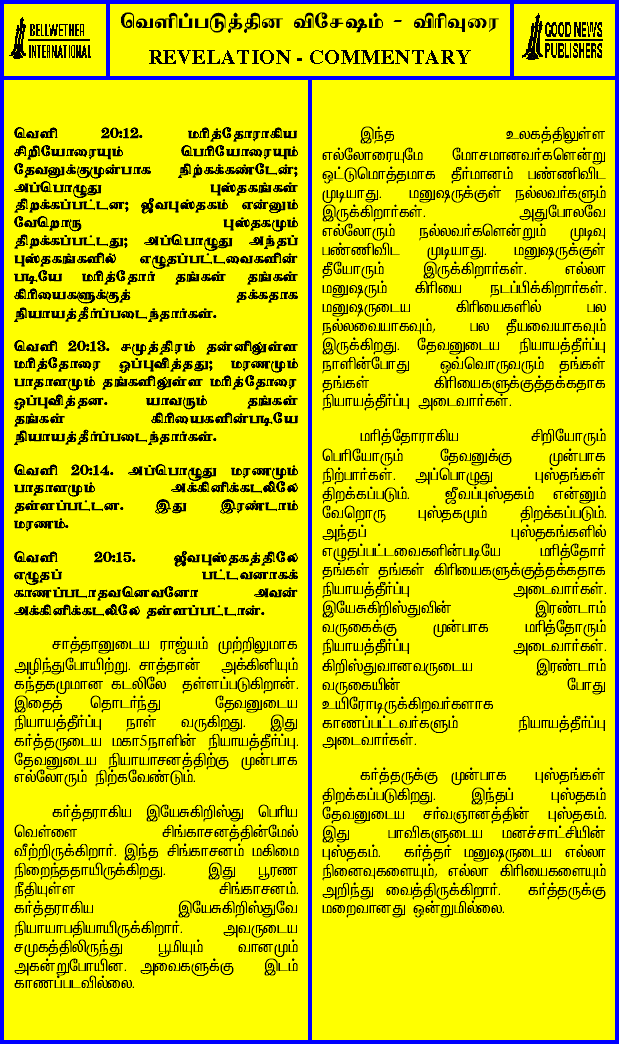 BELLWETHER
INTERNATIONAL
வெளிப்படுத்தின விசேஷம் - விரிவுரை
REVELATION - COMMENTARY
GOOD NEWS
PUBLISHERS
வெளி 20:12. மரித்தோராகிய
சிறியோரையும் பெரியோரையும்
தேவனுக்குமுன்பாக நிற்கக்கண்டேன்;
அப்பொழுது புஸ்தகங்கள்
திறக்கப்பட்டன; ஜீவபுஸ்தகம் என்னும்
வேறொரு புஸ்தகமும்
திறக்கப்பட்டது; அப்பொழுது அந்தப்
புஸ்தகங்களில் எழுதப்பட்டவைகளின்
படியே மரித்தோர் தங்கள் தங்கள்
கிரியைகளுக்குத் தக்கதாக
நியாயத்தீர்ப்படைந்தார்கள்.
வெளி 20:13. சமுத்திரம் தன்னிலுள்ள
மரித்தோரை ஒப்புவித்தது; மரணமும்
பாதாளமும் தங்களிலுள்ள மரித்தோரை
ஒப்புவித்தன. யாவரும் தங்கள்
தங்கள் கிரியைகளின்படியே
நியாயத்தீர்ப்படைந்தார்கள்.
வெளி 20:14. அப்பொழுது மரணமும்
பாதாளமும் அக்கினிக்கடலிலே
தள்ளப்பட்டன. இது இரண்டாம்
மரணம்.
வெளி 20:15. ஜீவபுஸ்தகத்திலே
எழுதப் பட்டவனாகக்
காணப்படாதவனெவனோ அவன்
அக்கினிக்கடலிலே தள்ளப்பட்டான்.
சாத்தானுடைய ராஜ்யம் முற்றிலுமாக
அழிந்துபோயிற்று. சாத்தான் அக்கினியும்
கந்தகமுமான கடலிலே தள்ளப்படுகிறான்.
இதைத் தொடர்ந்து தேவனுடைய
நியாயத்தீர்ப்பு நாள் வருகிறது. இது
கர்த்தருடைய மகா5நாளின் நியாயத்தீர்ப்பு.
தேவனுடைய நியாயாசனத்திற்கு முன்பாக
எல்லோரும் நிற்கவேண்டும்.
கர்த்தராகிய இயேசுகிறிஸ்து பெரிய
வெள்ளை சிங்காசனத்தின்மேல்
வீற்றிருக்கிறார். இந்த சிங்காசனம் மகிமை
நிறைந்ததாயிருக்கிறது. இது பூரண
நீதியுள்ள சிங்காசனம்.
கர்த்தராகிய இயேசுகிறிஸ்துவே
நியாயாபதியாயிருக்கிறார். அவருடைய
சமுகத்திலிருந்து பூமியும் வானமும்
அகன்றுபோயின. அவைகளுக்கு இடம்
காணப்படவில்லை.
இந்த உலகத்திலுள்ள
எல்லோரையுமே மோசமானவர்களென்று
ஒட்டுமொத்தமாக தீர்மானம் பண்ணிவிட
முடியாது. மனுஷருக்குள் நல்லவர்களும்
இருக்கிறார்கள். அதுபோலவே
எல்லோரும் நல்லவர்களென்றும் முடிவு
பண்ணிவிட முடியாது. மனுஷருக்குள்
தீயோரும் இருக்கிறார்கள். எல்லா
மனுஷரும் கிரியை நடப்பிக்கிறார்கள்.
மனுஷருடைய கிரியைகளில் பல
நல்லவையாகவும், பல தீயவையாகவும்
இருக்கிறது. தேவனுடைய நியாயத்தீர்ப்பு
நாளின்போது ஒவ்வொருவரும் தங்கள்
தங்கள் கிரியைகளுக்குத்தக்கதாக
நியாயத்தீர்ப்பு அடைவார்கள்.
மரித்தோராகிய சிறியோரும்
பெரியோரும் தேவனுக்கு முன்பாக
நிற்பார்கள். அப்பொழுது புஸ்தங்கள்
திறக்கப்படும். ஜீவப்புஸ்தகம் என்னும்
வேறொரு புஸ்தகமும் திறக்கப்படும்.
அந்தப் புஸ்தகங்களில்
எழுதப்பட்டவைகளின்படியே மரித்தோர்
தங்கள் தங்கள் கிரியைகளுக்குத்தக்கதாக
நியாயத்தீர்ப்பு அடைவார்கள்.
இயேசுகிறிஸ்துவின் இரண்டாம்
வருகைக்கு முன்பாக மரித்தோரும்
நியாயத்தீர்ப்பு அடைவார்கள்.
கிறிஸ்துவானவருடைய இரண்டாம்
வருகையின் போது
உயிரோடிருக்கிறவர்களாக
காணப்பட்டவர்களும் நியாயத்தீர்ப்பு
அடைவார்கள்.
கர்த்தருக்கு முன்பாக புஸ்தங்கள்
திறக்கப்படுகிறது. இந்தப் புஸ்தகம்
தேவனுடைய சர்வஞானத்தின் புஸ்தகம்.
இது பாவிகளுடைய மனச்சாட்சியின்
புஸ்தகம். கர்த்தர் மனுஷருடைய எல்லா
நினைவுகளையும், எல்லா கிரியைகளையும்
அறிந்து வைத்திருக்கிறார். கர்த்தருக்கு
மறைவானது ஒன்றுமில்லை.